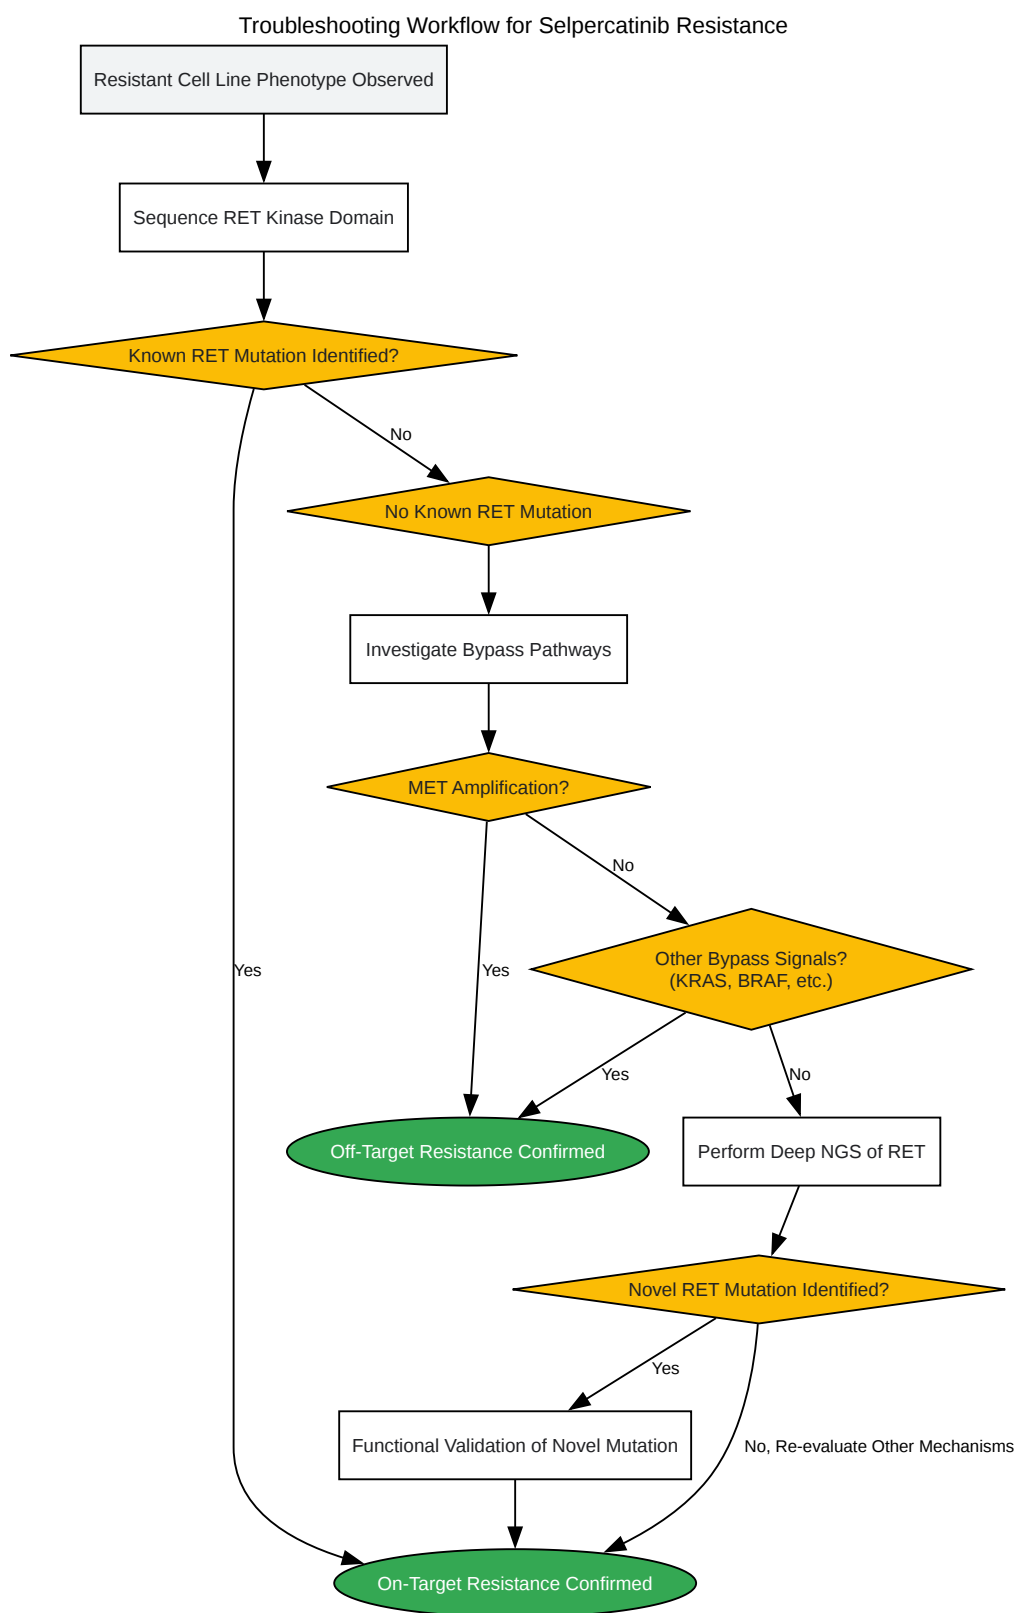 Troubleshooting Workflow for Selpercatinib Resistance
Resistant Cell Line Phenotype Observed
Sequence RET Kinase Domain
Known RET Mutation Identified?
No
No Known RET Mutation
Investigate Bypass Pathways
MET Amplification?
No
Other Bypass Signals?
(KRAS, BRAF, etc.)
Yes
Yes
Yes
No
Off-Target Resistance Confirmed
Perform Deep NGS of RET
Novel RET Mutation Identified?
Yes
Functional Validation of Novel Mutation
No, Re-evaluate Other Mechanisms
On-Target Resistance Confirmed